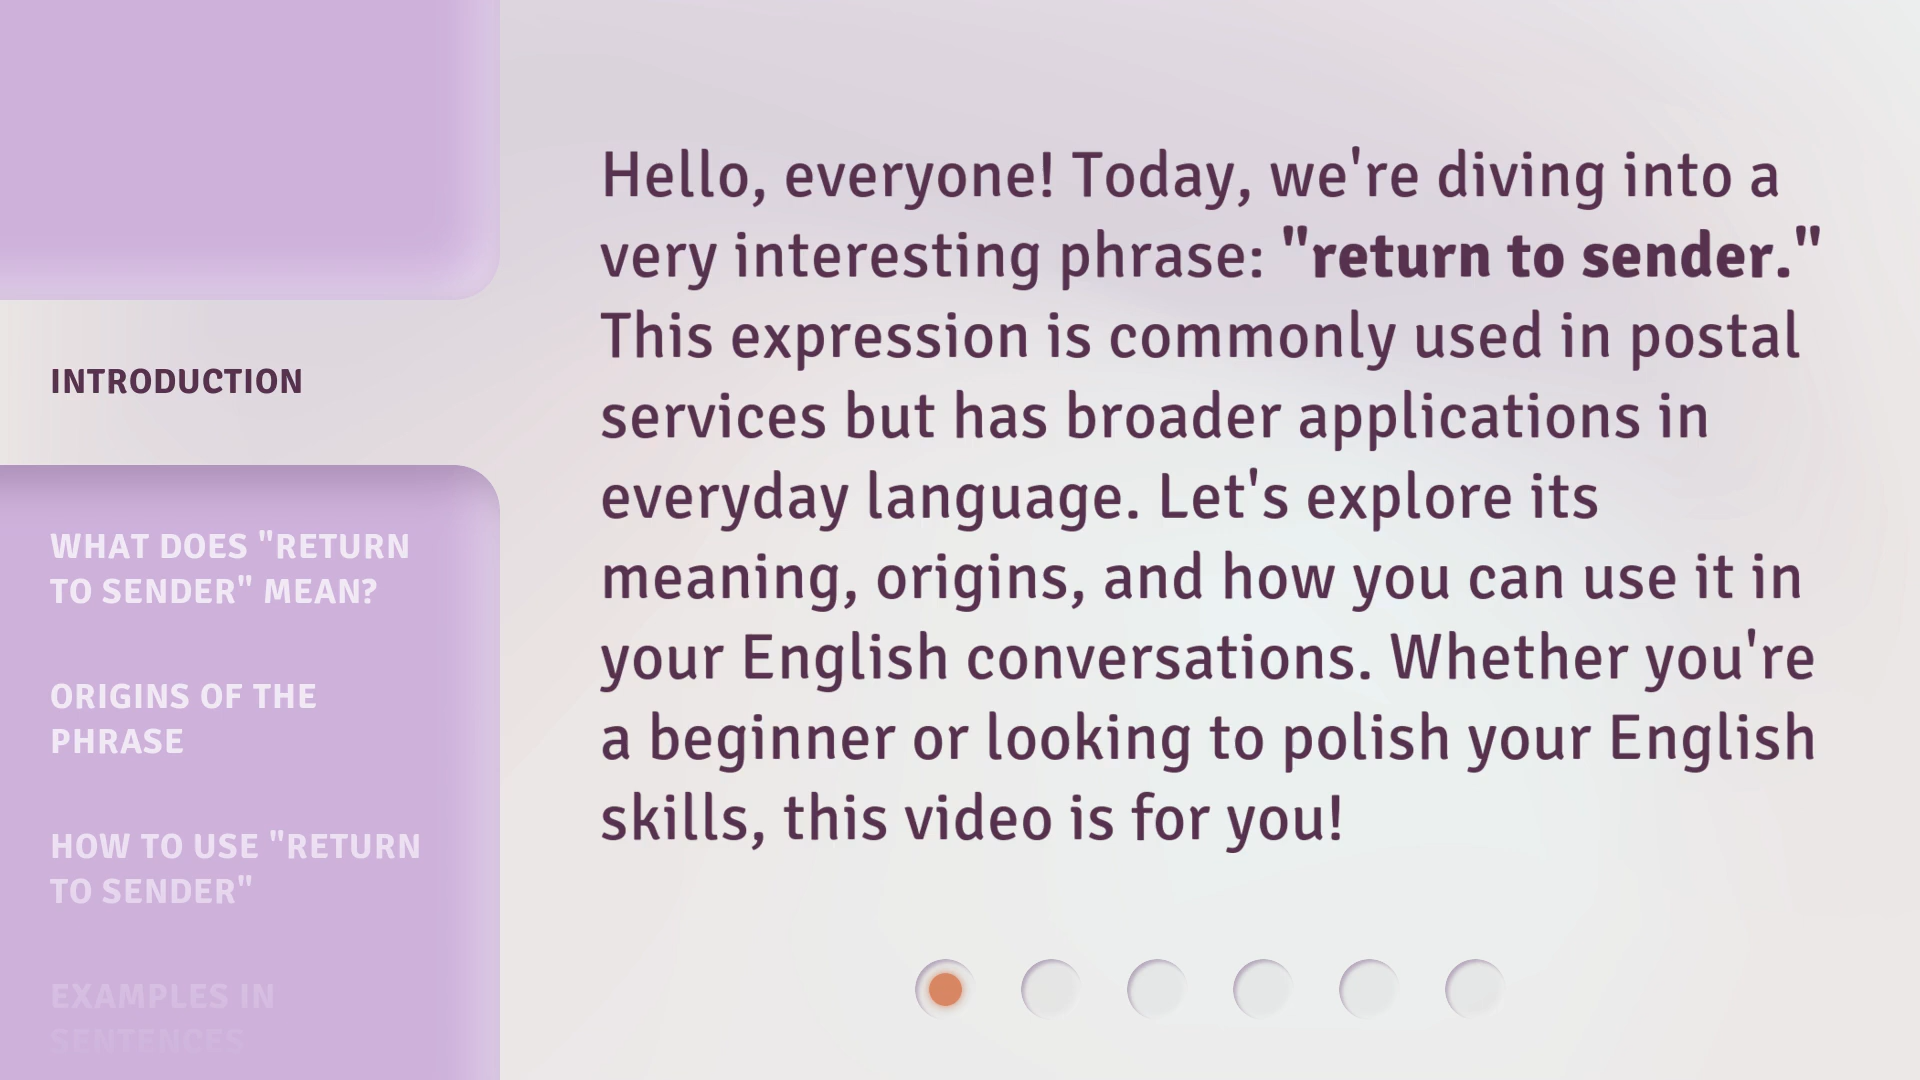 INTRODUCTION
WHAT DOES "RETURN
TO SENDER" MEAN?
ORIGINS OF THE
PHRASE
HOW TO USE "RETURN
TO SENDER"
EXAMPLES IN
SENTENCES
Hello, everyone! Today, we're diving into a
very interesting phrase: "return to sender."
This expression is commonly used in postal
services but has broader applications in
everyday language. Let's explore its
meaning, origins, and how you can use it in
your English conversations. Whether you're
a beginner or looking to polish your English
skills, this video is for you!